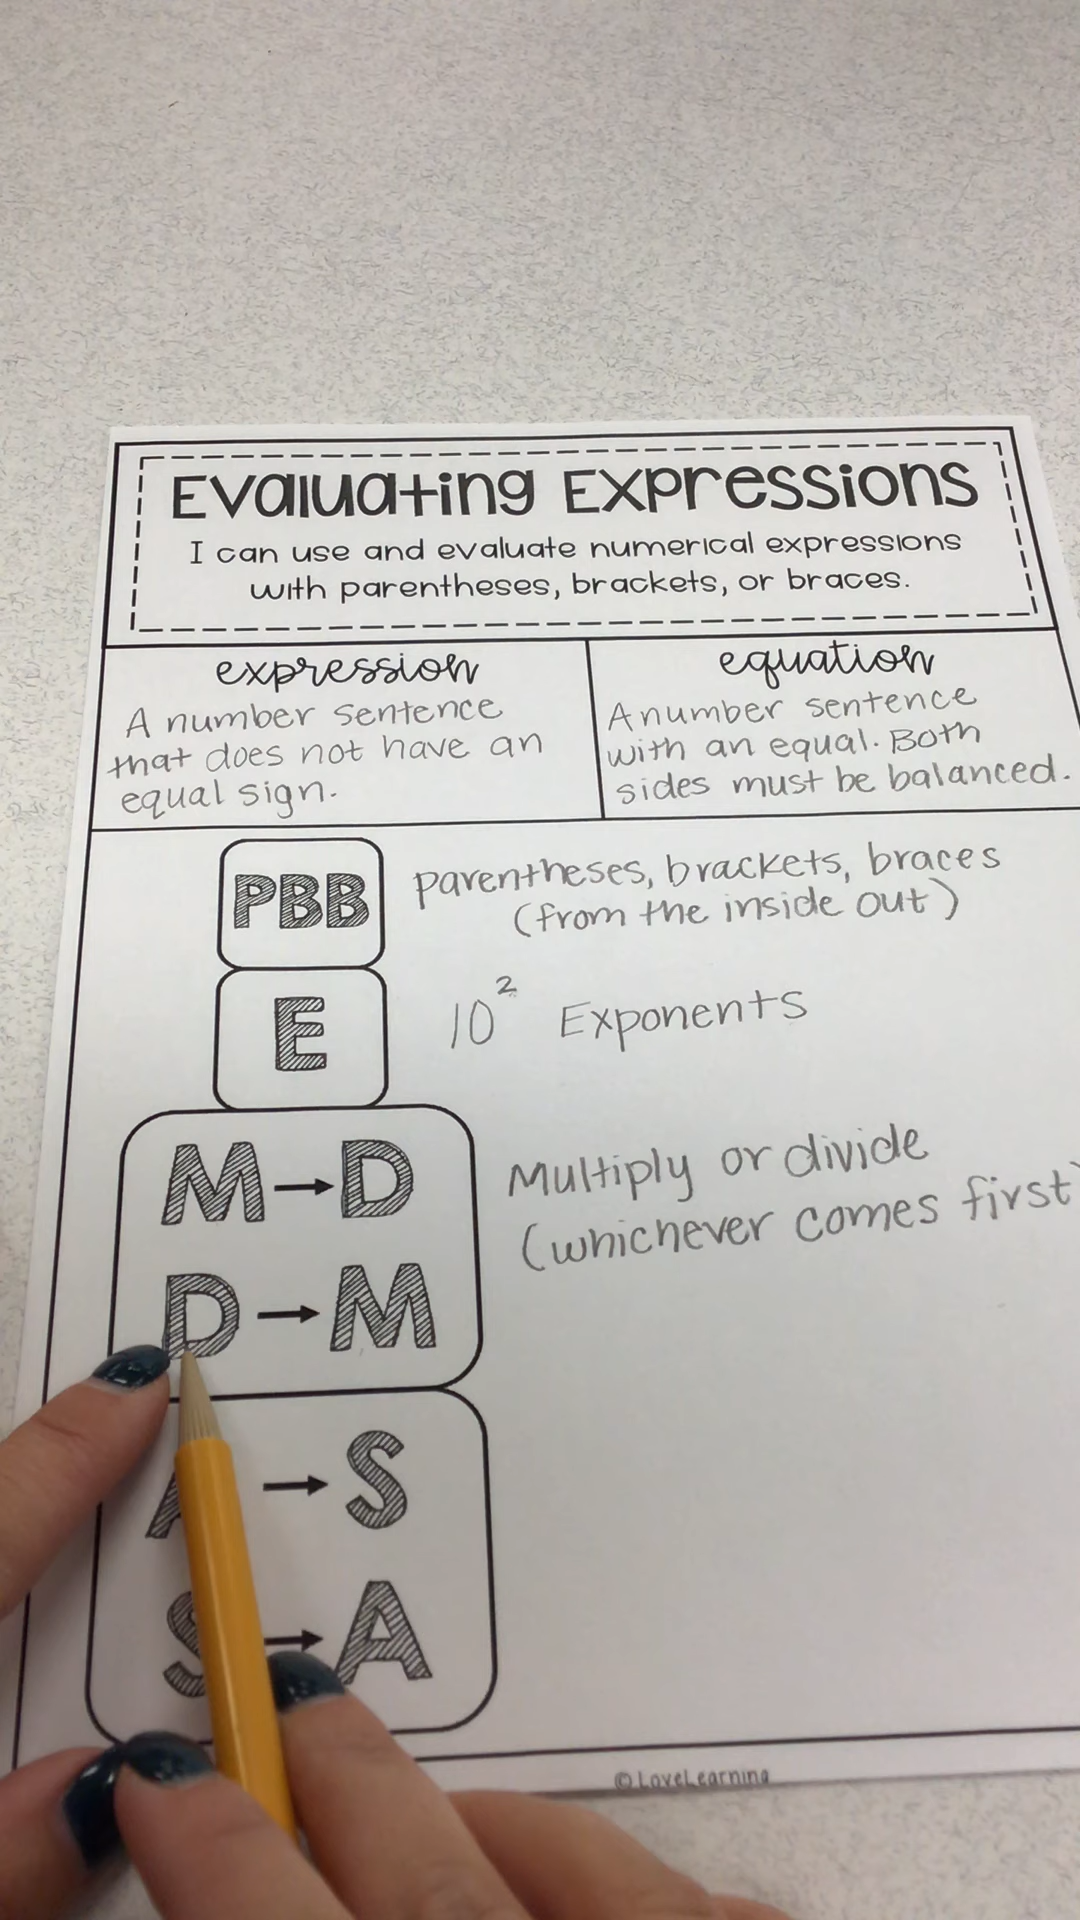 Evaluating Expressions
I can use and evaluate numerical expressions
with parentheses, brackets, or braces.
expression
A number sentence
that does not have an
equal sign.
equation
A number sentence
with an equal. Both
sides must be balanced.
PBB
parentheses, brackets, braces
(from the inside out)
E
10² Exponents
M→D
Multiply or divide
(whichever comes first)
D→M
A→S
S→A
©LoveLearning